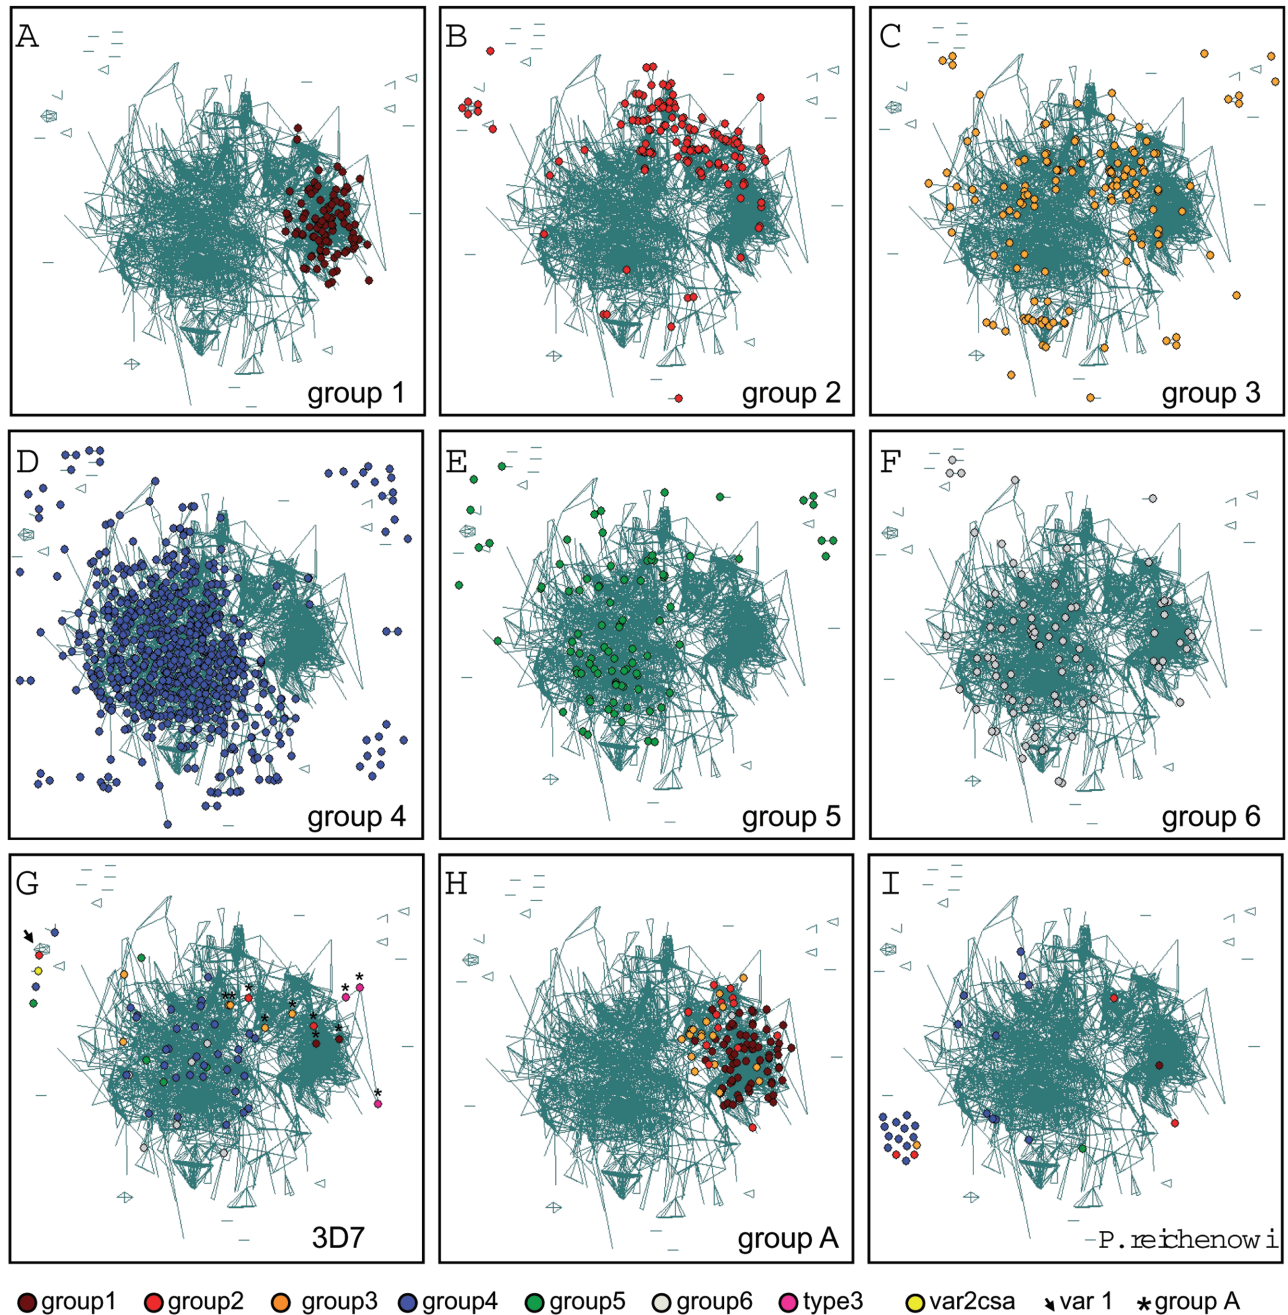 A
group 1
B
group 2
C
group 3
D
group 4
E
group 5
F
group 6
G
** * * * * * * * * *
3D7
H
group A
I
P.reichenowi
group1 group2 group3 group4 group5 group6 type3 var2csa var 1 * group A